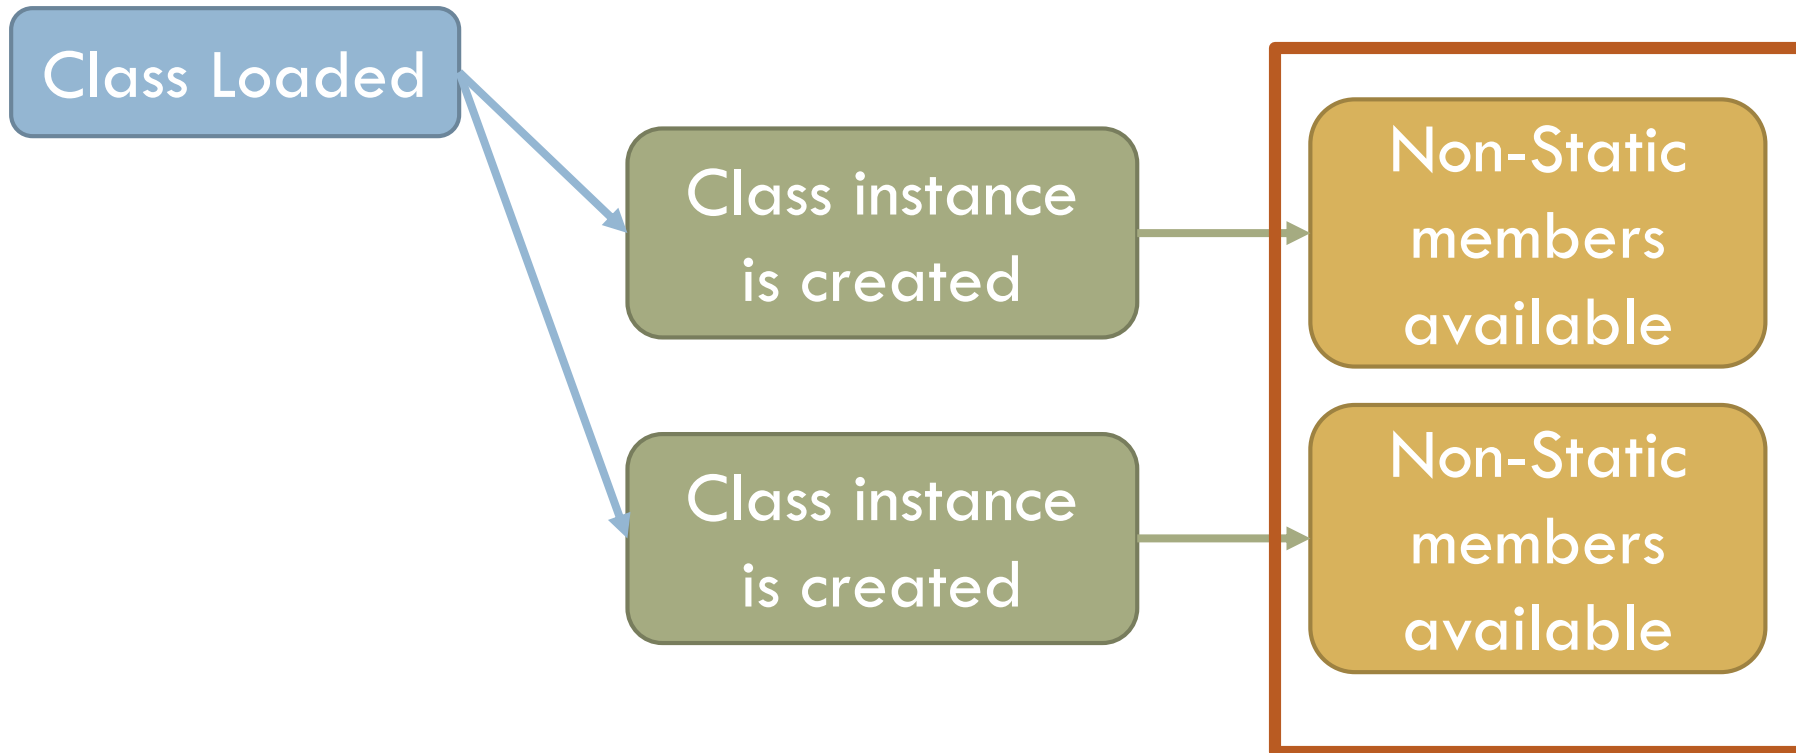 Class Loaded
Class instance
is created
Non-Static
members
available
Class instance
is created
Non-Static
members
available